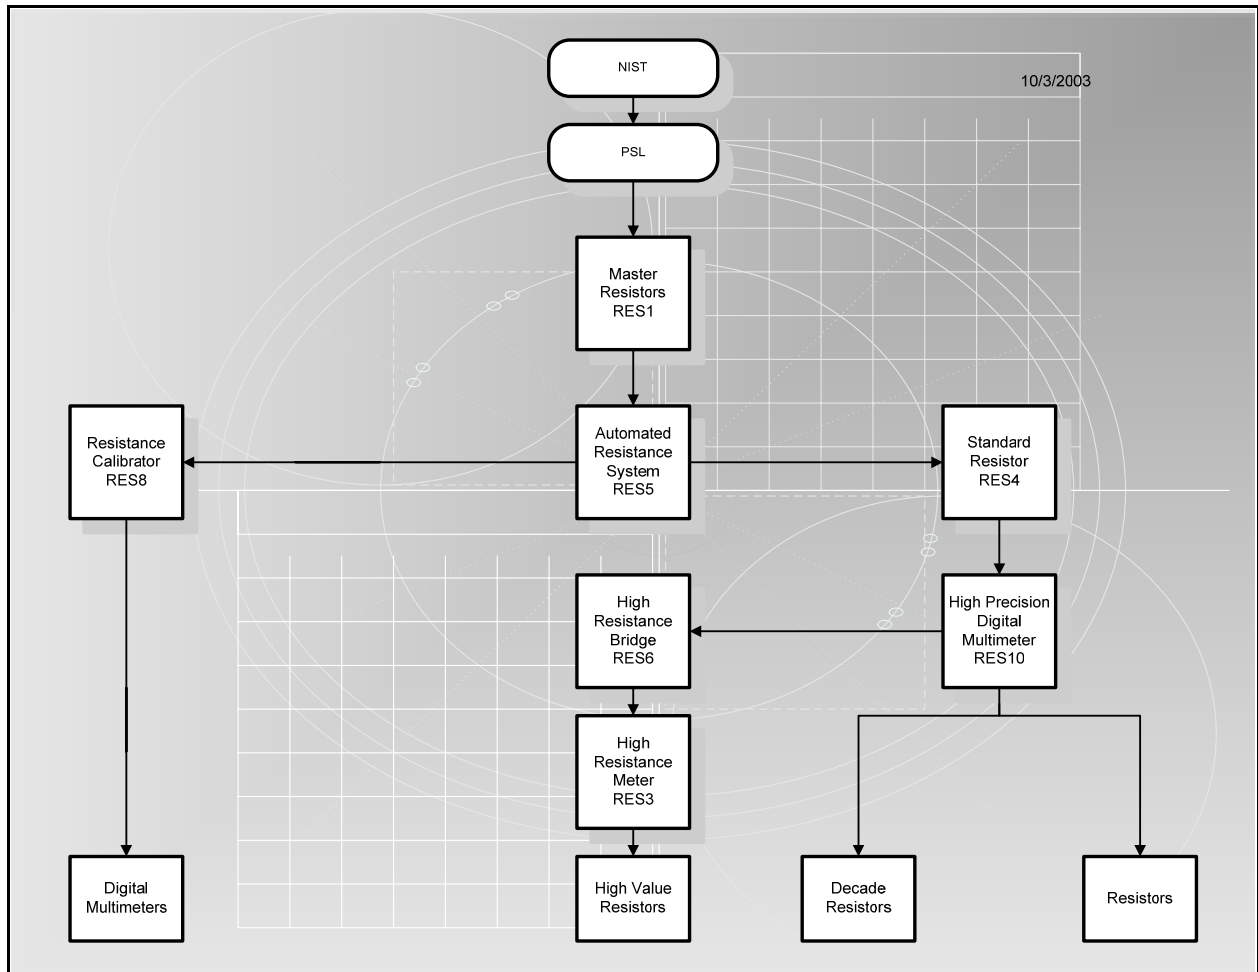 NIST
10/3/2003
PSL
Master
Resistors
RES1
Resistance
Calibrator
RES8
Automated
Resistance
System
RES5
Standard
Resistor
RES4
High
Resistance
Bridge
RES6
High Precision
Digital
Multimeter
RES10
High
Resistance
Meter
RES3
Digital
Multimeters
High Value
Resistors
Decade
Resistors
Resistors